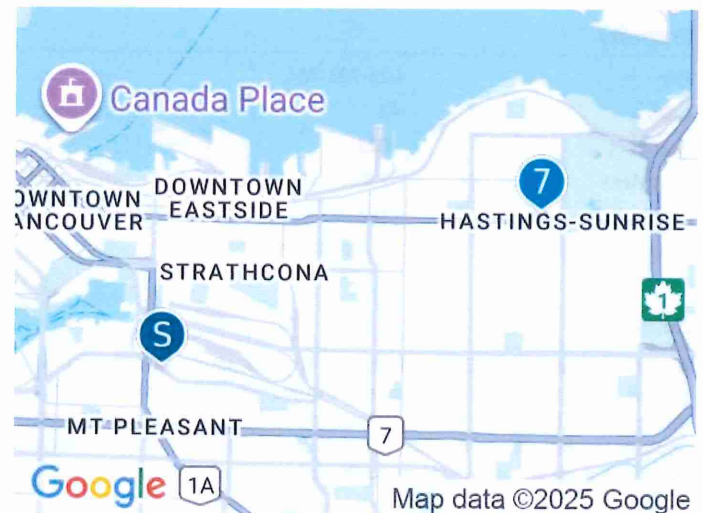 Canada Place
OWNTOWN
ANCOUVER
DOWNTOWN
EASTSIDE
7
HASTINGS-SUNRISE
STRATHCONA
1
S
MT PLEASANT
7
Google
1A
Map data ©2025 Google